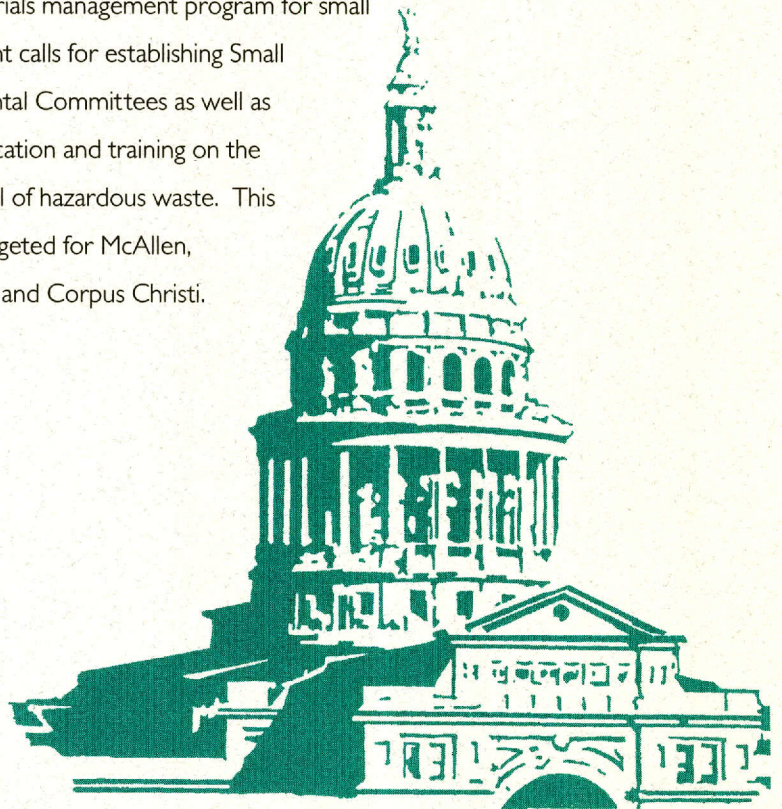 rials management program for small
nt calls for establishing Small
ntal Committees as well as
cation and training on the
l of hazardous waste. This
geted for McAllen,
and Corpus Christi.